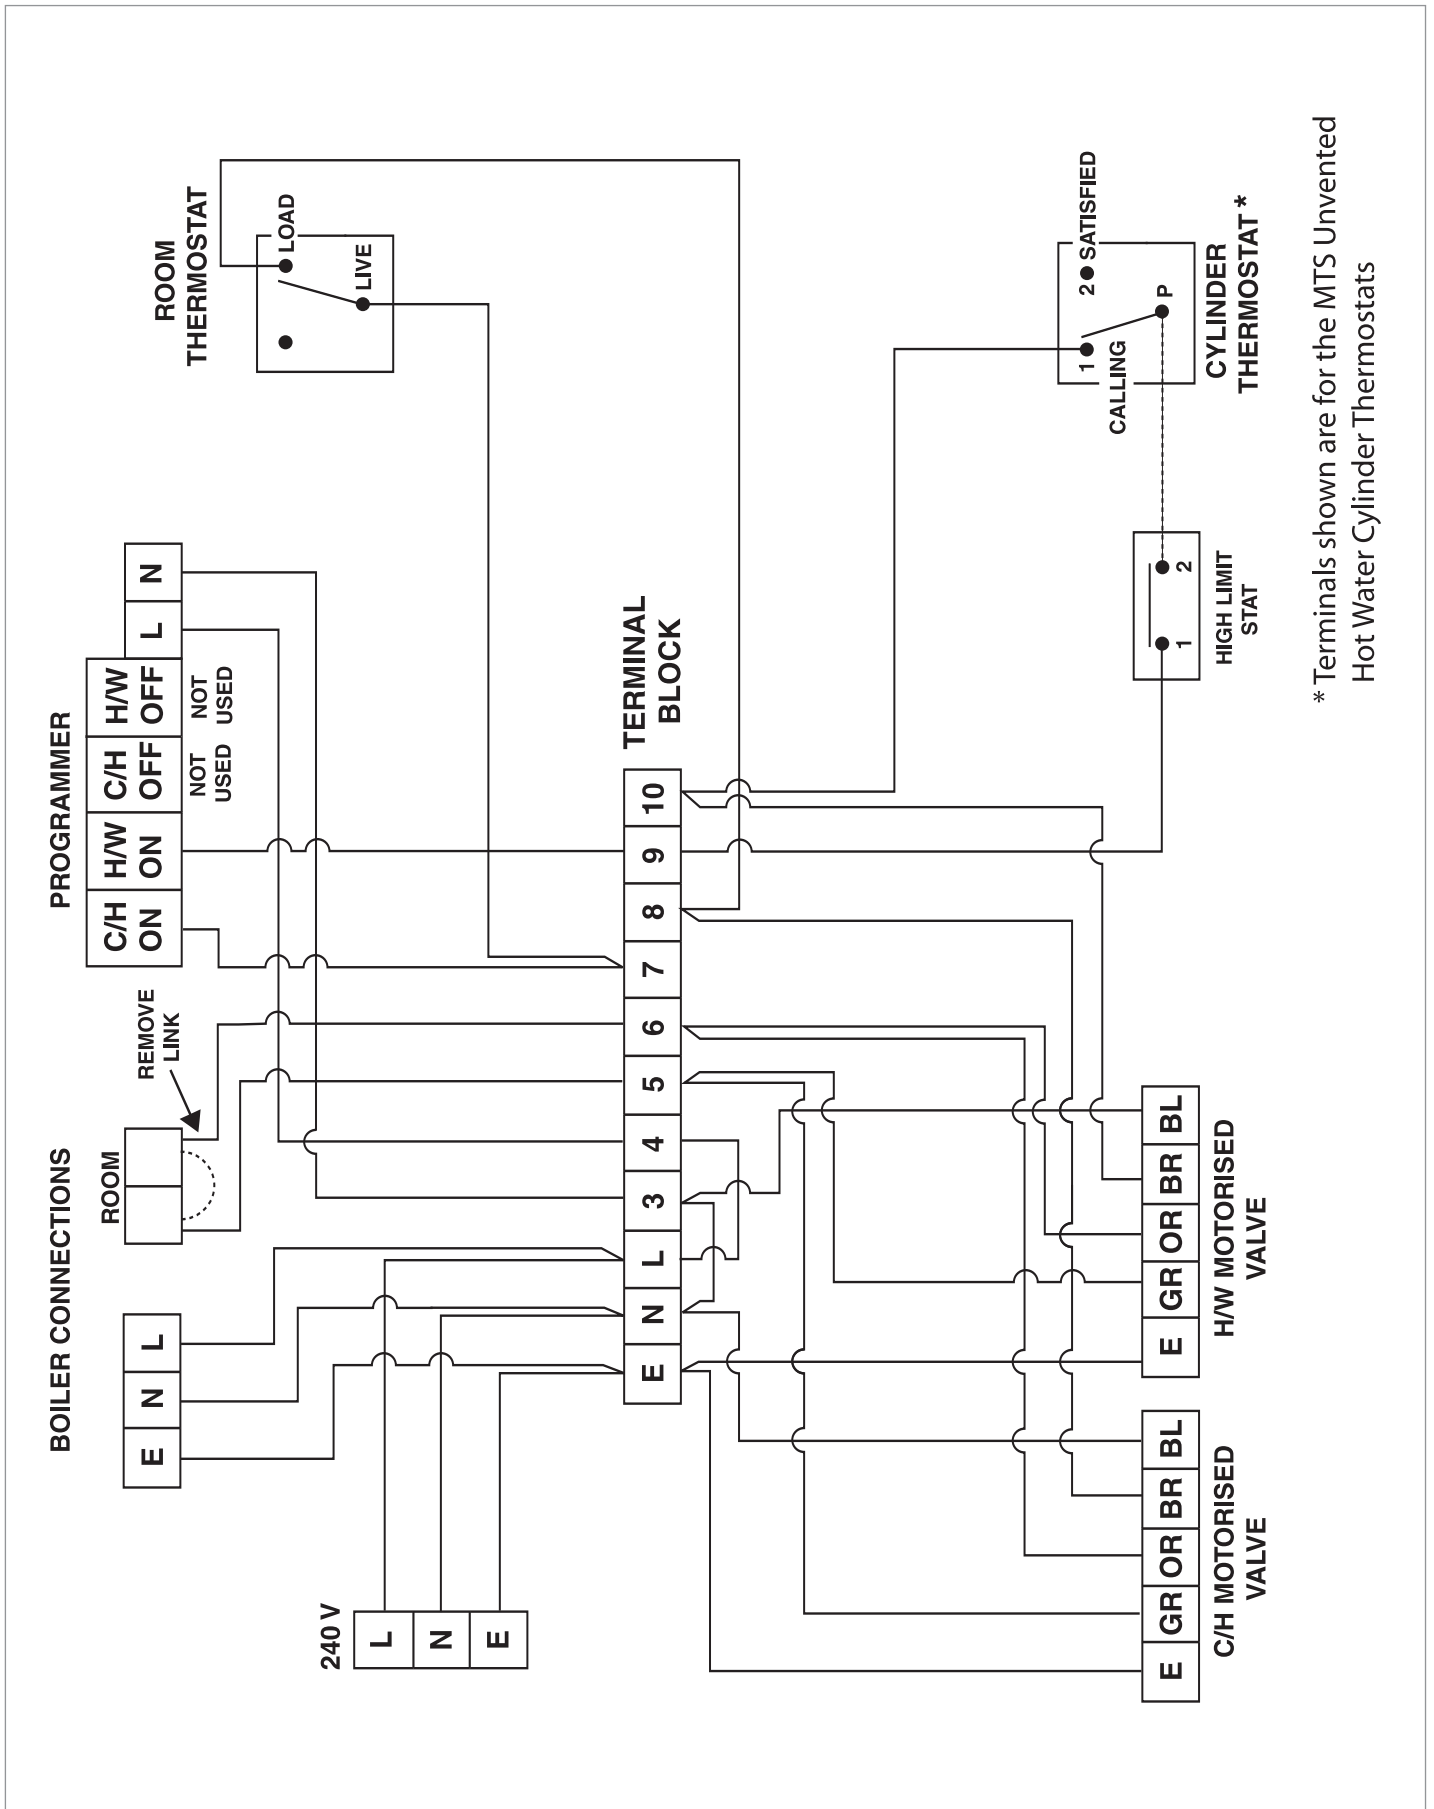 BOILER CONNECTIONS
E
N
L
ROOM
REMOVE
LINK
PROGRAMMER
C/H
ON
H/W
ON
C/H
OFF
H/W
OFF
L
N
NOT
USED
NOT
USED
ROOM
THERMOSTAT
LOAD
LIVE
240 V
L
N
E
TERMINAL
BLOCK
E
N
L
3
4
5
6
7
8
9
10
C/H MOTORISED
VALVE
E
GR
OR
BR
BL
H/W MOTORISED
VALVE
E
GR
OR
BR
BL
HIGH LIMIT
STAT
1
2
CYLINDER
THERMOSTAT *
1
CALLING
2
SATISFIED
P
* Terminals shown are for the MTS Unvented
Hot Water Cylinder Thermostats